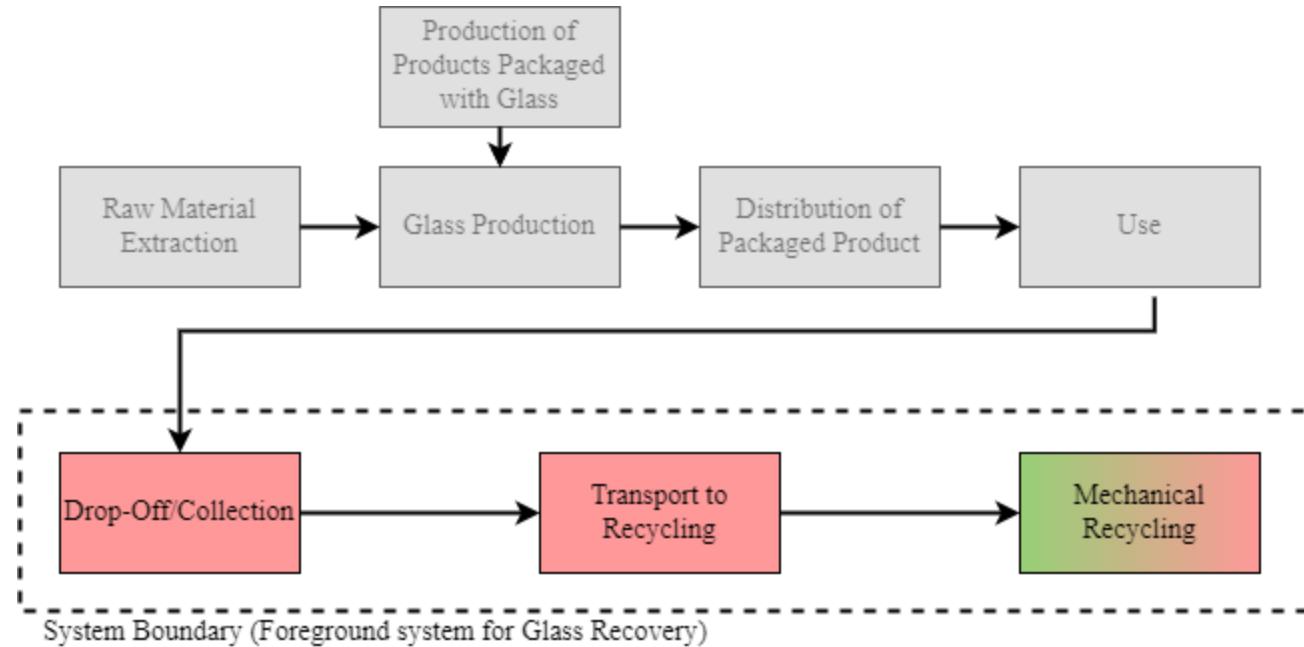 Production of
Products Packaged
with Glass
Raw Material
Extraction
Glass Production
Distribution of
Packaged Product
Use
Drop-Off/Collection
Transport to
Recycling
Mechanical
Recycling
System Boundary (Foreground system for Glass Recovery)